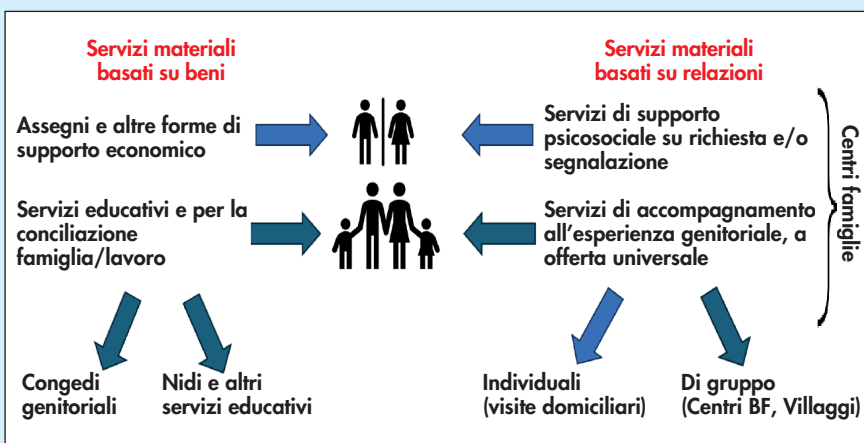 Servizi materiali
basati su beni
Servizi materiali
basati su relazioni
Assegni e altre forme di
supporto economico
Servizi di supporto
psicosociale su richiesta e/o
segnalazione
Servizi educativi e per la
conciliazione
famiglia/lavoro
Servizi di accompagnamento
all'esperienza genitoriale, a
offerta universale
Centri famiglie
Congedi
genitoriali
Nidi e altri
servizi educativi
Individuali
(visite domiciliari)
Di gruppo
(Centri BF, Villaggi)